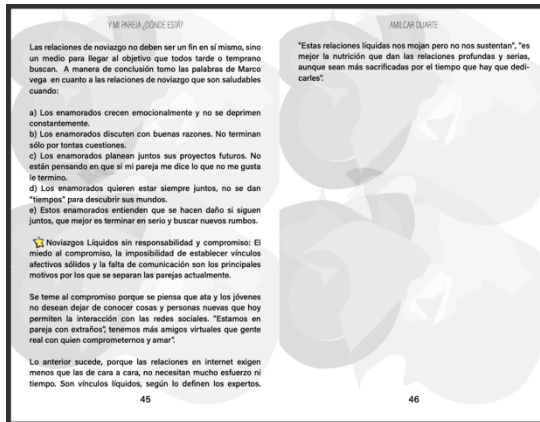 Y MI PAREJA ¿DÓNDE ESTÁ?
Las relaciones de noviazgo no deben ser un fin en sí mismo, sino
un medio para llegar al objetivo que todos tarde o temprano
buscan. A manera de conclusión tomo las palabras de Marco
vega en cuanto a las relaciones de noviazgo que son saludables
cuando:
a) Los enamorados crecen emocionalmente y no se deprimen
constantemente.
b) Los enamorados discuten con buenas razones. No terminan
sólo por tontas cuestiones.
c) Los enamorados planean juntos sus proyectos futuros. No
están pensando en que si mi pareja me dice lo que no me gusta
le termino.
d) Los enamorados quieren estar siempre juntos, no se dan
"tiempos" para descubrir sus mundos.
e) Estos enamorados entienden que se hacen daño si siguen
juntos, que mejor es terminar en serio y buscar nuevos rumbos.
Noviazgos Líquidos sin responsabilidad y compromiso: El
miedo al compromiso, la imposibilidad de establecer vínculos
afectivos sólidos y la falta de comunicación son los principales
motivos por los que se separan las parejas actualmente.
Se teme al compromiso porque se piensa que ata y los jóvenes
no desean dejar de conocer cosas y personas nuevas que hoy
permiten la interacción con las redes sociales. "Estamos en
pareja con extraños", tenemos más amigos virtuales que gente
real con quien comprometernos y amar".
Lo anterior sucede, porque las relaciones en internet exigen
menos que las de cara a cara, no necesitan mucho esfuerzo ni
tiempo. Son vínculos líquidos, según lo definen los expertos.
45
AMILCAR DUARTE
"Estas relaciones líquidas nos mojan pero no nos sustentan", "es
mejor la nutrición que dan las relaciones profundas y serias,
aunque sean más sacrificadas por el tiempo que hay que dedi-
carles".
46